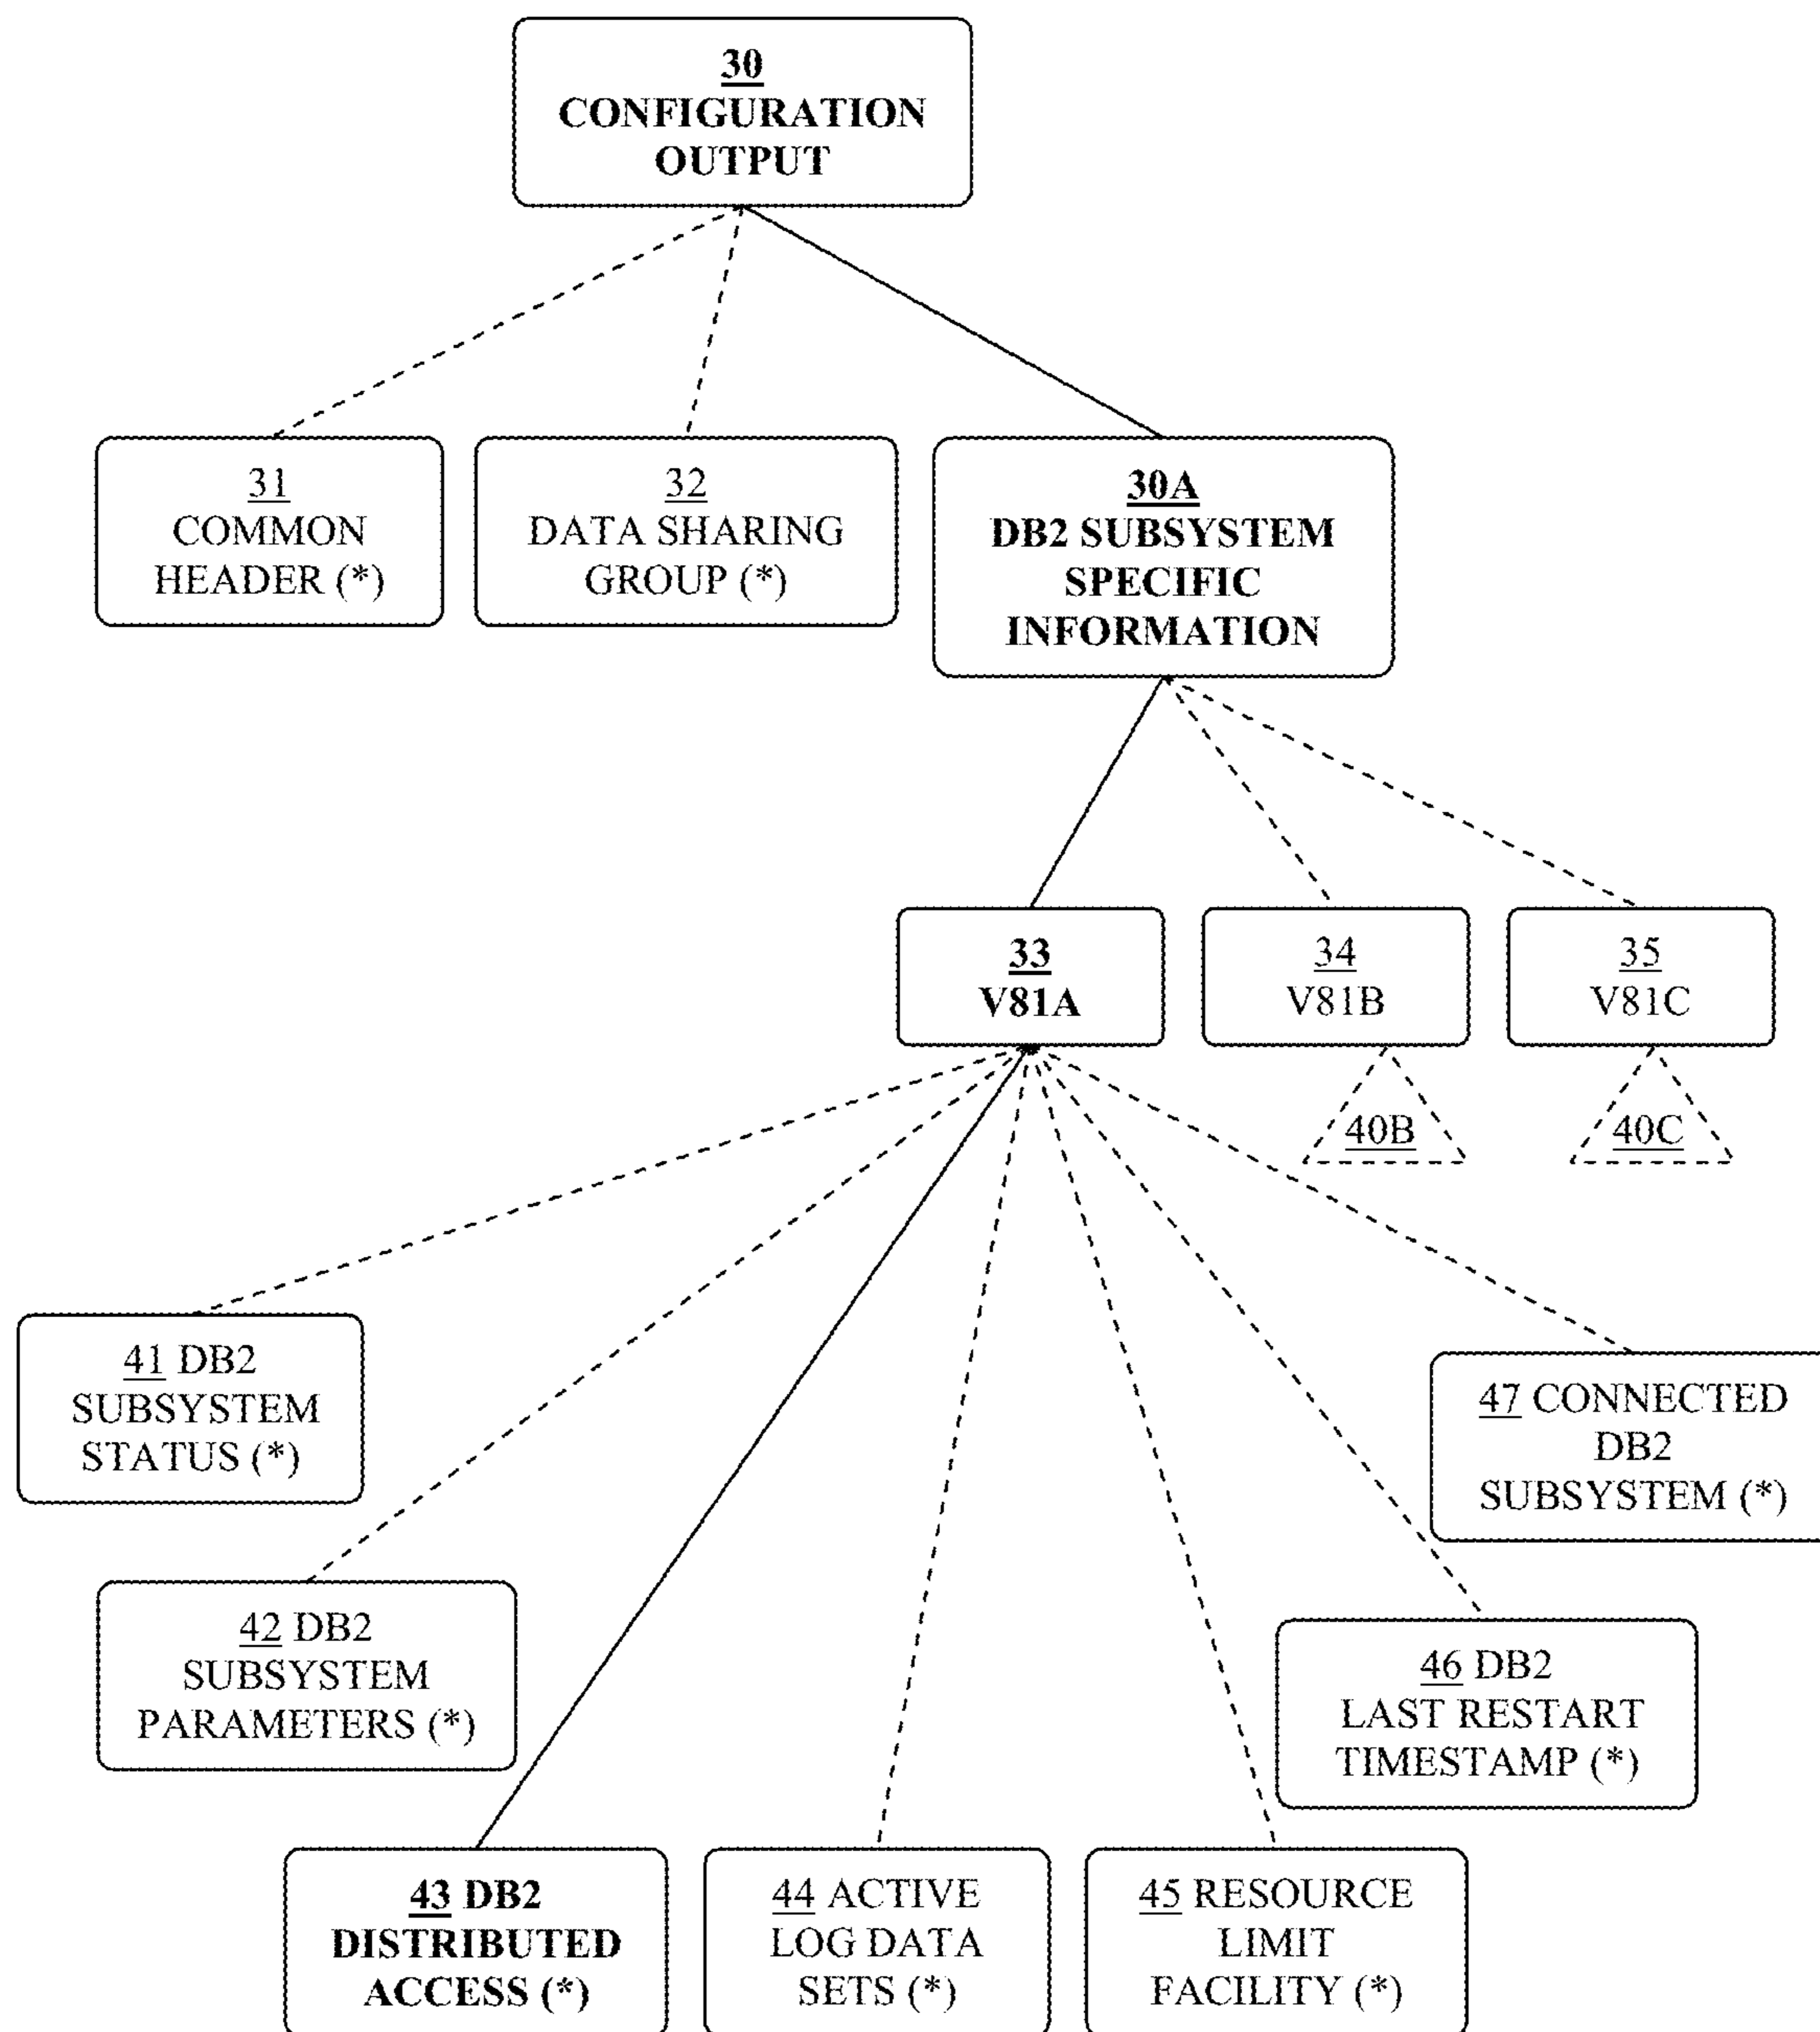 30
CONFIGURATION
OUTPUT
31
COMMON
HEADER (*)
32
DATA SHARING
GROUP (*)
30A
DB2 SUBSYSTEM
SPECIFIC
INFORMATION
33
V81A
34
V81B
35
V81C
40B
40C
41 DB2
SUBSYSTEM
STATUS (*)
47 CONNECTED
DB2
SUBSYSTEM (*)
42 DB2
SUBSYSTEM
PARAMETERS (*)
46 DB2
LAST RESTART
TIMESTAMP (*)
43 DB2
DISTRIBUTED
ACCESS (*)
44 ACTIVE
LOG DATA
SETS (*)
45 RESOURCE
LIMIT
FACILITY (*)